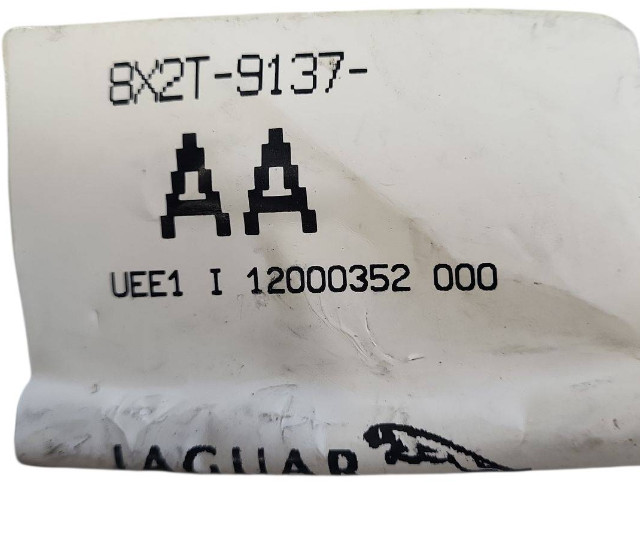 8X2T-9137-
AA
UEE1 I 12000352 000
JAGUAR